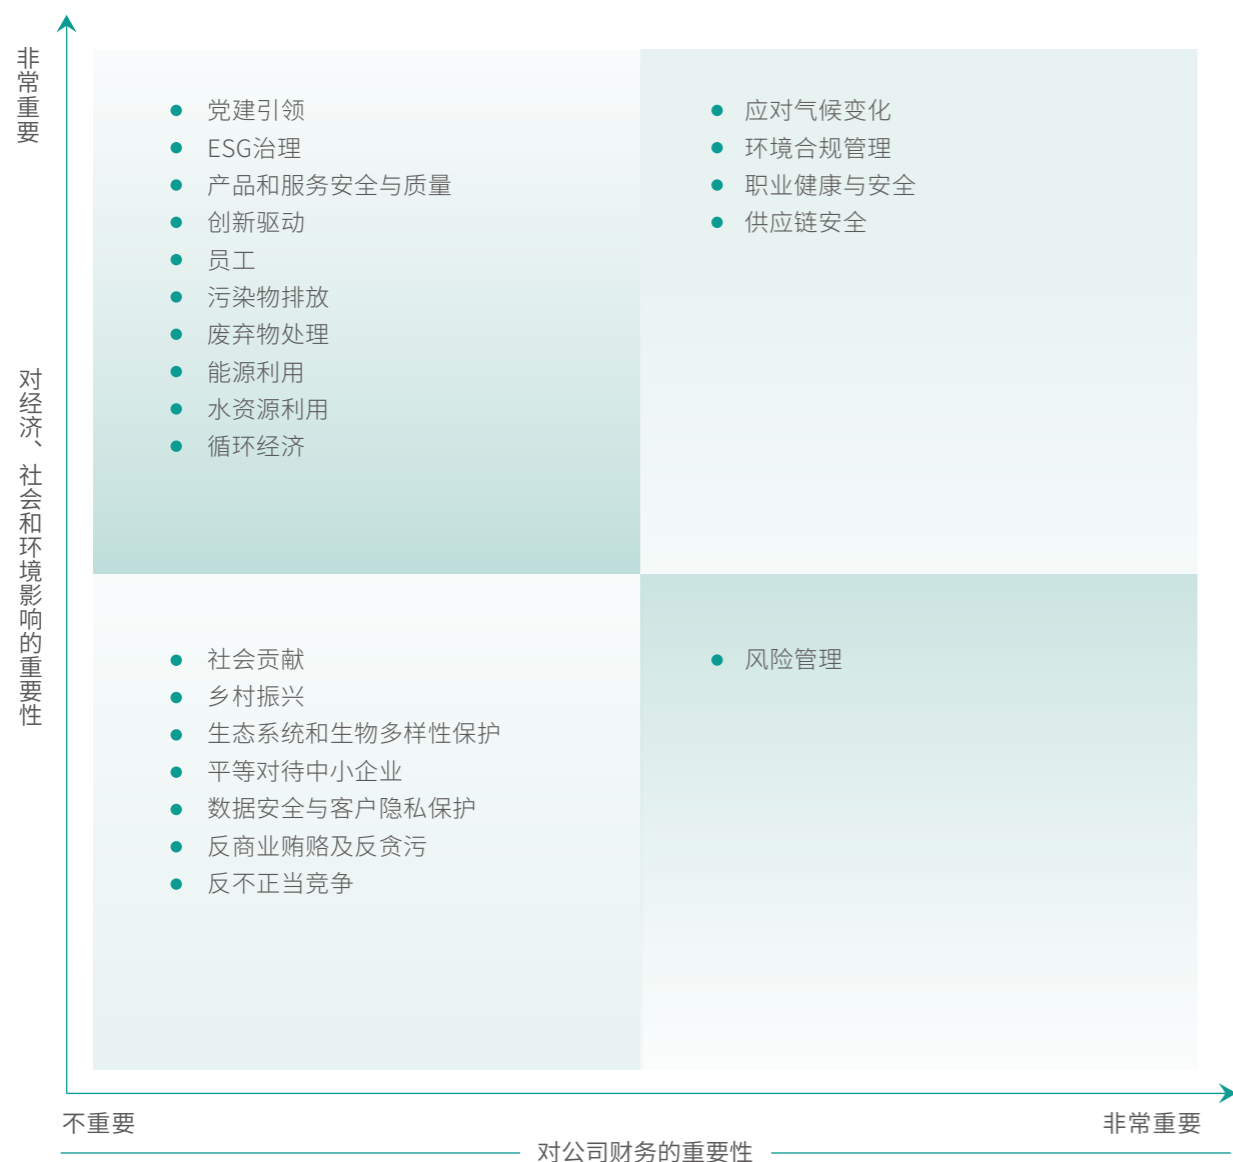 非常重要
对经济、社会和环境影响的重要性
党建引领
ESG治理
产品和服务安全与质量
创新驱动
员工
污染物排放
废弃物处理
能源利用
水资源利用
循环经济
应对气候变化
环境合规管理
职业健康与安全
供应链安全
社会贡献
乡村振兴
生态系统和生物多样性保护
平等对待中小企业
数据安全与客户隐私保护
反商业贿赂及反贪污
反不正当竞争
风险管理
不重要
非常重要
对公司财务的重要性